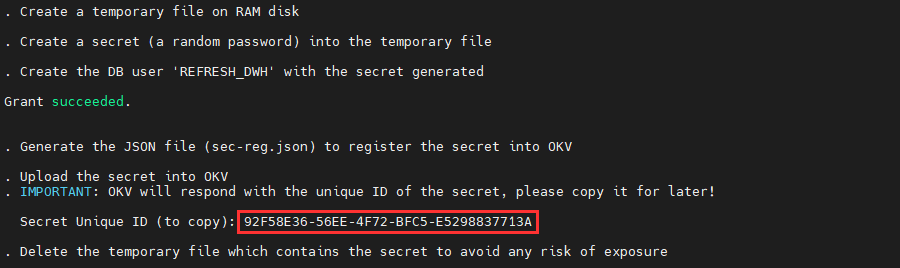 . Create a temporary file on RAM disk
. Create a secret (a random password) into the temporary file
. Create the DB user 'REFRESH_DWH' with the secret generated
Grant succeeded.
. Generate the JSON file (sec-reg.json) to register the secret into OKV
. Upload the secret into OKV
. IMPORTANT: OKV will respond with the unique ID of the secret, please copy it for later!
Secret Unique ID (to copy): 92F58E36-56EE-4F72-BFC5-E5298837713A
. Delete the temporary file which contains the secret to avoid any risk of exposure